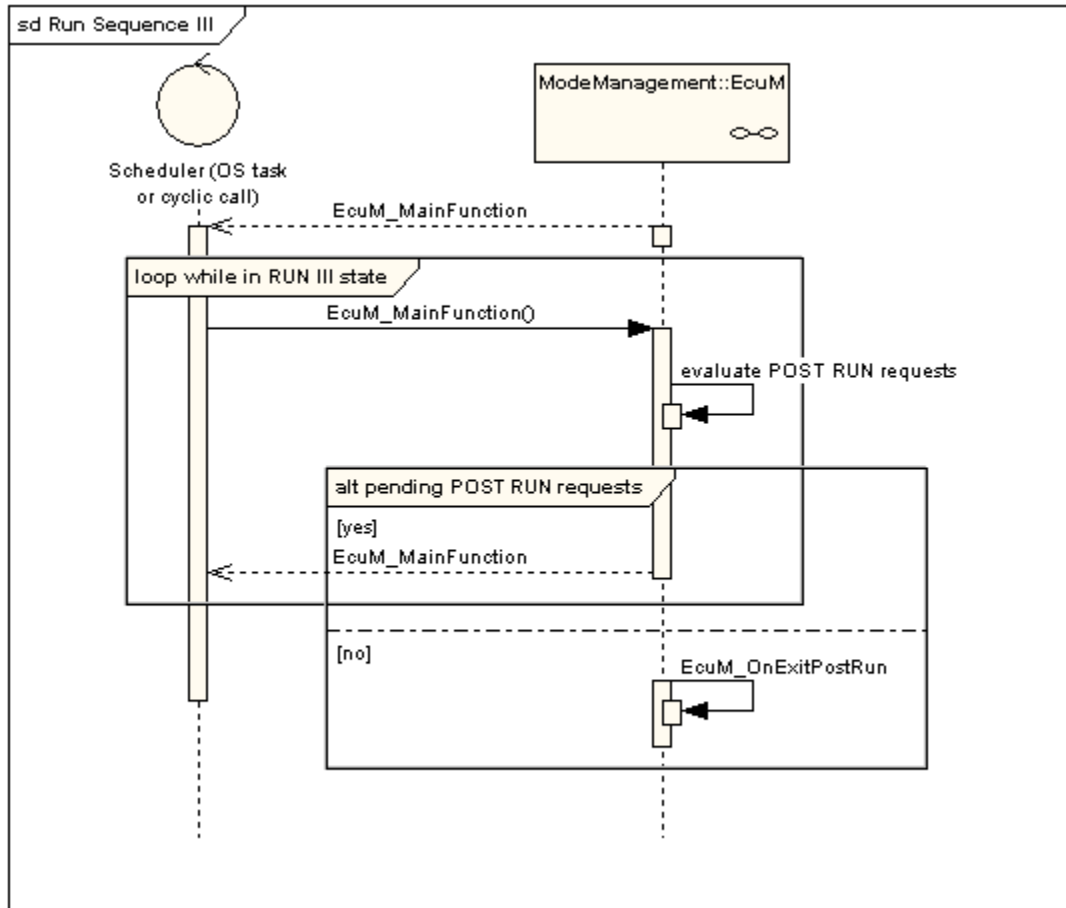 sd Run Sequence III
ModeManagement::EcuM
Scheduler (OS task
or cyclic call)
EcuM_MainFunction
loop while in RUN III state
EcuM_MainFunction()
evaluate POST RUN requests
alt pending POST RUN requests
[yes]
EcuM_MainFunction
[no]
EcuM_OnExitPostRun